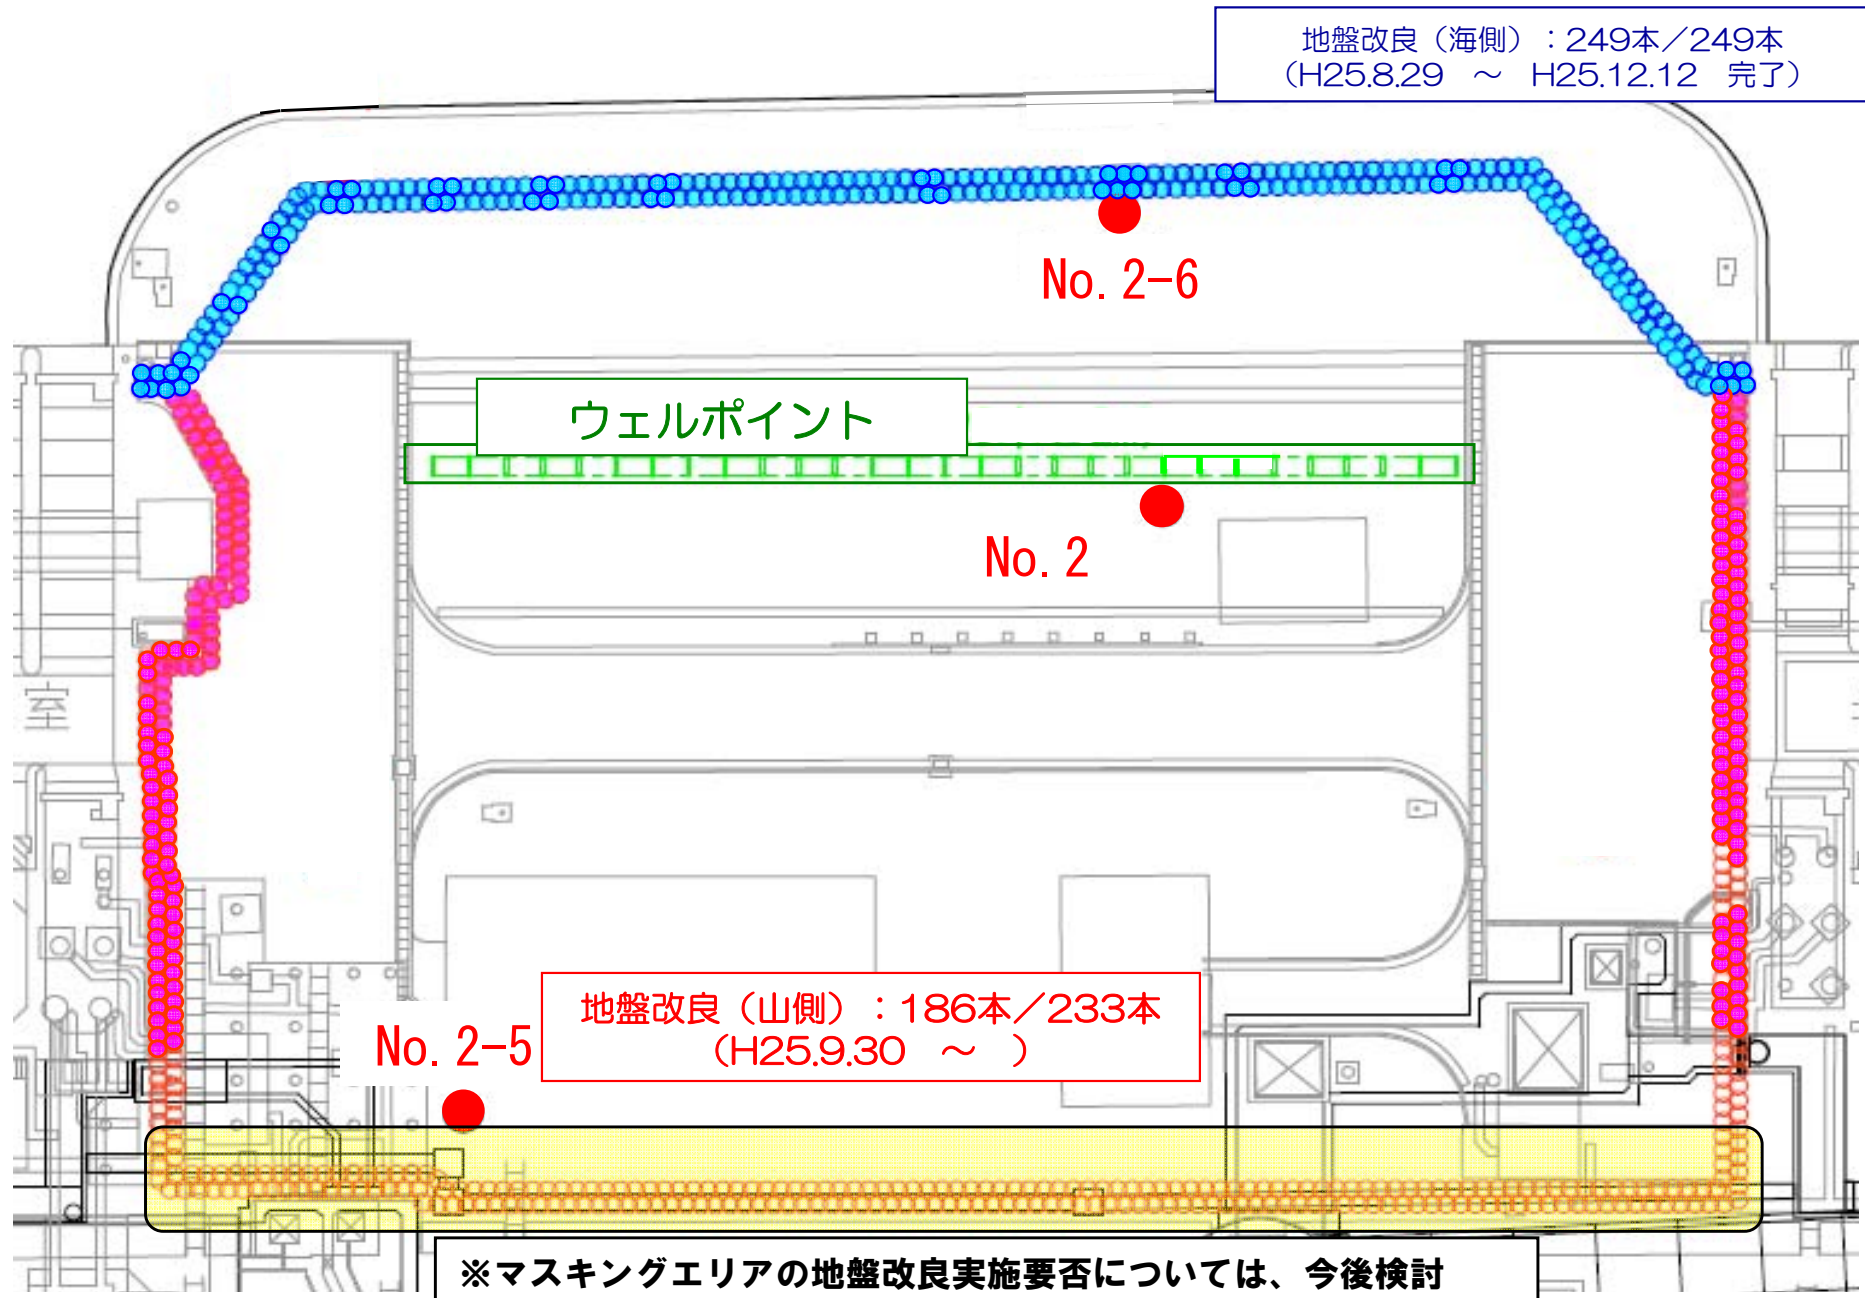 地盤改良（海側）：249本／249本
（H25.8.29　～　H25.12.12　完了）
No. 2-6
ウェルポイント
No. 2
室
地盤改良（山側）：186本／233本
（H25.9.30　～　）
No. 2-5
※マスキングエリアの地盤改良実施要否については、今後検討